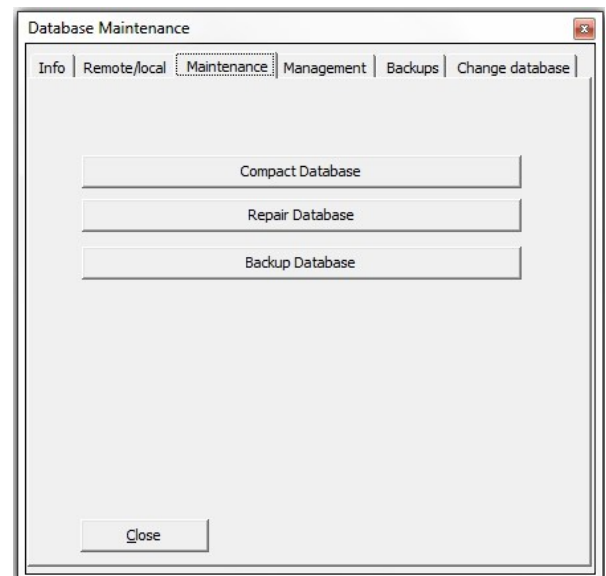 Database Maintenance
Info Remote/local Maintenance Management Backups Change database
Compact Database
Repair Database
Backup Database
Close